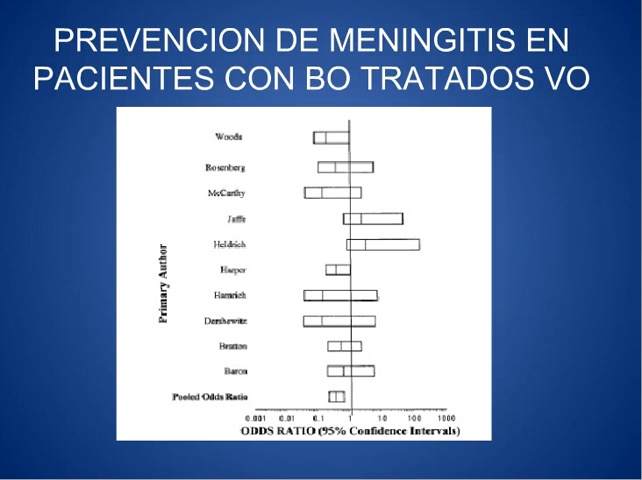 PREVENCION DE MENINGITIS EN
PACIENTES CON BO TRATADOS VO
Primary Author
Woods
Rosenberg
McCarthy
Jaffe
Heldrich
Harper
Hamrich
Dershewitz
Bratton
Baron
Pooled Odds Ratio
0.001 0.01 0.1 1 10 100 1000
ODDS RATIO (95% Confidence Intervals)